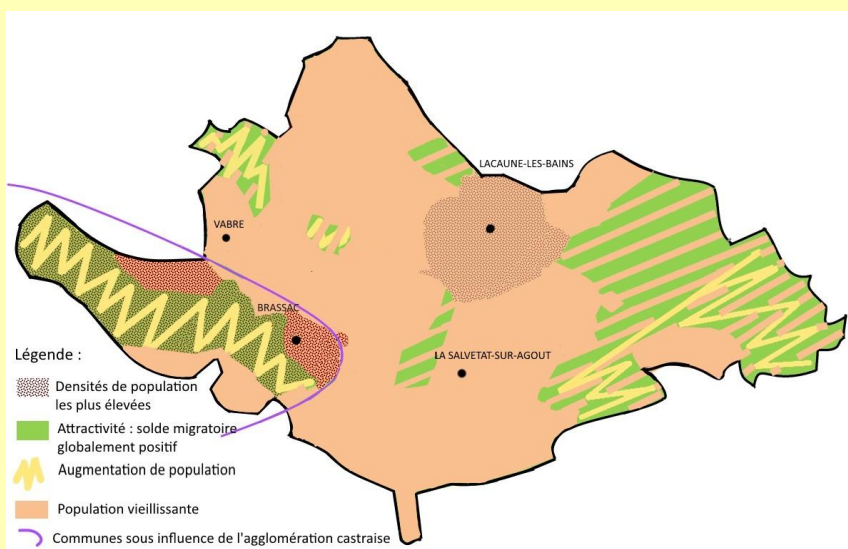 LACAUNE-LES-BAINS
VABRE
BRASSAC
LA SALVETAT-SUR-AGOUT
Légende :
Densités de population
les plus élevées
Attractivité : solde migratoire
globalement positif
Augmentation de population
Population vieillissante
Communes sous influence de l'agglomération castraise